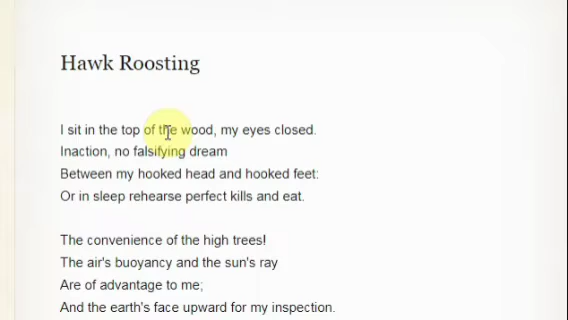 Hawk Roosting
I sit in the top of the wood, my eyes closed.
Inaction, no falsifying dream
Between my hooked head and hooked feet:
Or in sleep rehearse perfect kills and eat.
The convenience of the high trees!
The air's buoyancy and the sun's ray
Are of advantage to me;
And the earth's face upward for my inspection.